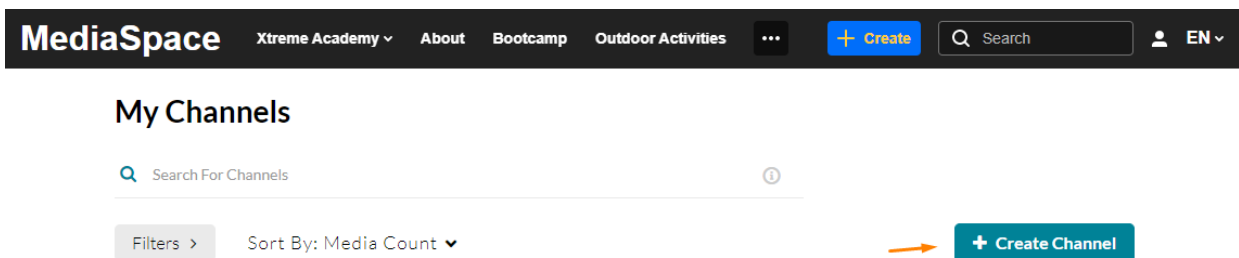 MediaSpace Xtreme Academy About Bootcamp Outdoor Activities ••• + Create Search EN
My Channels
Search For Channels
Filters > Sort By: Media Count + Create Channel